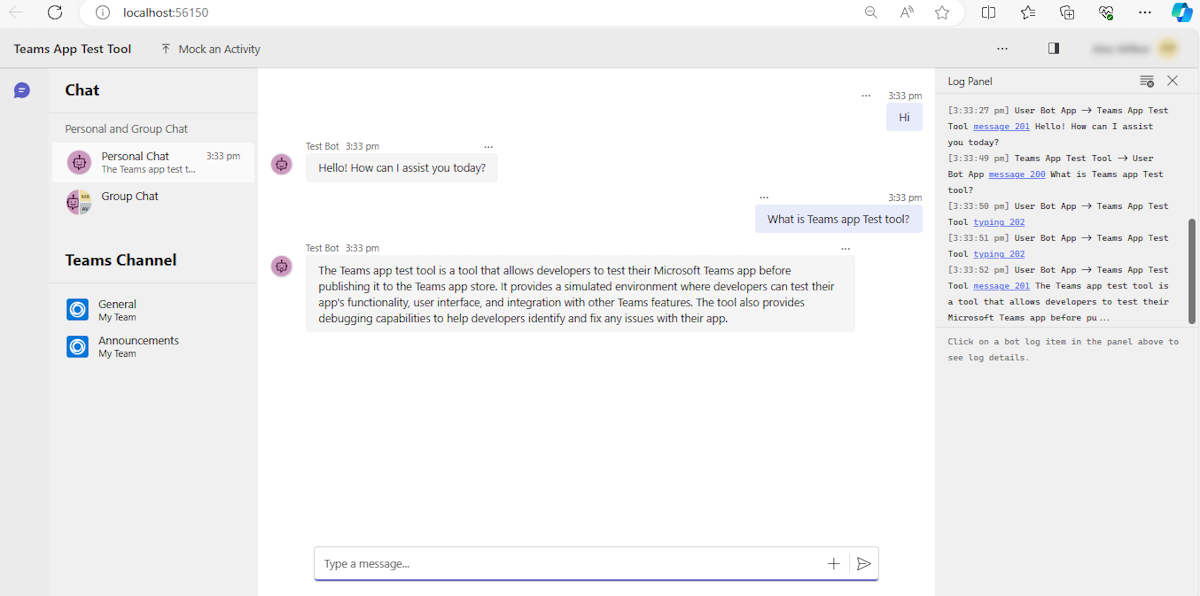 localhost:56150
Teams App Test Tool
Mock an Activity
Chat
Personal and Group Chat
Personal Chat 3:33 pm
The Teams app test t...
Group Chat
Teams Channel
General
My Team
Announcements
My Team
3:33 pm
Hi
Test Bot 3:33 pm
Hello! How can I assist you today?
3:33 pm
What is Teams app Test tool?
Test Bot 3:33 pm
The Teams app test tool is a tool that allows developers to test their Microsoft Teams app before
publishing it to the Teams app store. It provides a simulated environment where developers can test their
app's functionality, user interface, and integration with other Teams features. The tool also provides
debugging capabilities to help developers identify and fix any issues with their app.
Type a message...
Log Panel
[3:33:27 pm] User Bot App → Teams App Test
Tool message 201 Hello! How can I assist
you today?
[3:33:49 pm] Teams App Test Tool → User
Bot App message 200 What is Teams app Test
tool?
[3:33:50 pm] User Bot App → Teams App Test
Tool typing 202
[3:33:51 pm] User Bot App → Teams App Test
Tool typing 202
[3:33:52 pm] User Bot App → Teams App Test
Tool message 201 The Teams app test tool is
a tool that allows developers to test their
Microsoft Teams app before pu...
Click on a bot log item in the panel above to
see log details.